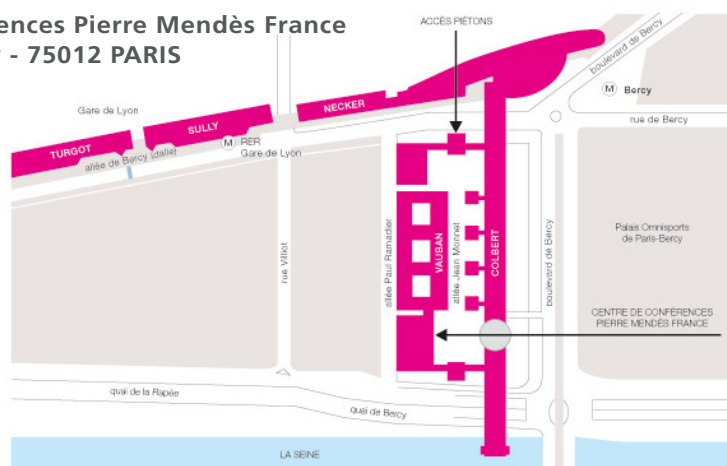 ences Pierre Mendès France
- 75012 PARIS
ACCÈS PIÉTONS
boulevard de Bercy
M Bercy
rue de Bercy
Gare de Lyon
NECKER
SULLY
TURGOT
M RER
Gare de Lyon
allée de Bercy (dalle)
Palais Omnisports
de Paris-Bercy
rue Villiot
allée Paul Ramadier
VAUBAN
allée Jean Monnet
COLBERT
boulevard de Bercy
CENTRE DE CONFÉRENCES
PIERRE MENDÈS FRANCE
quai de la Rapée
quai de Bercy
LA SEINE